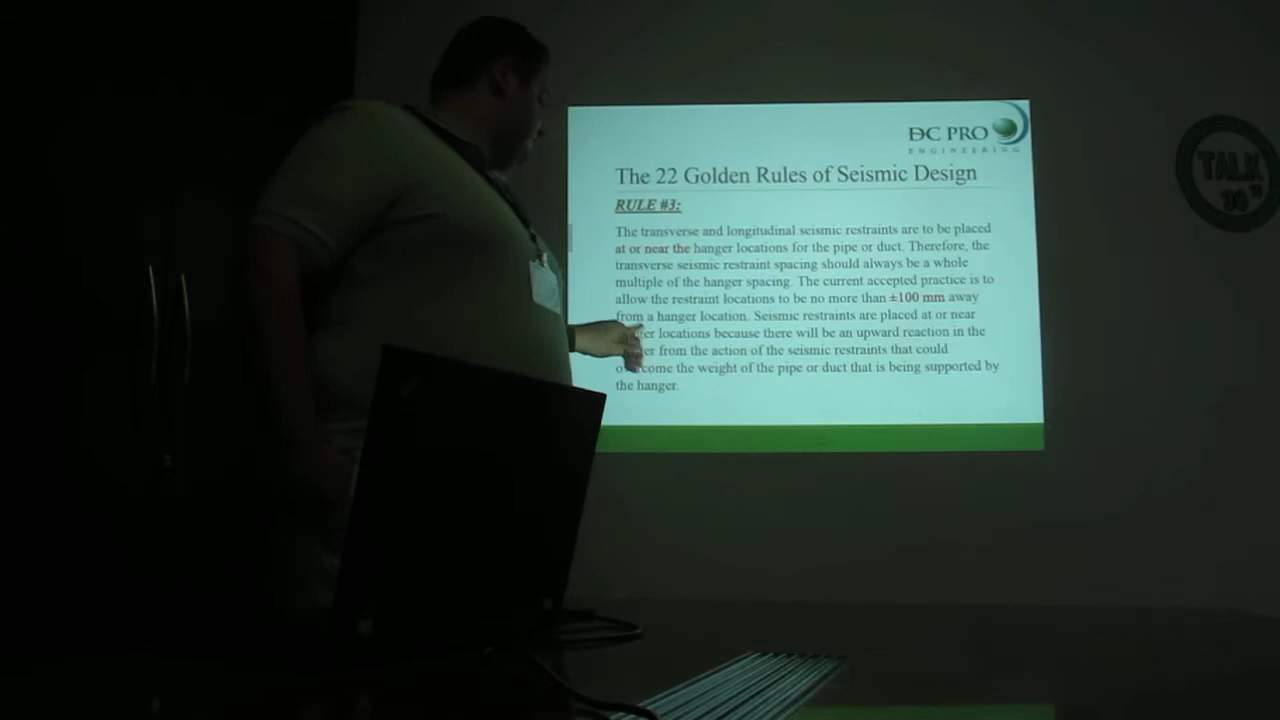 DC PRO
ENGINEERING
The 22 Golden Rules of Seismic Design
RULE #3:
The transverse and longitudinal seismic restraints are to be placed
at or near the hanger locations for the pipe or duct. Therefore, the
transverse seismic restraint spacing should always be a whole
multiple of the hanger spacing. The current accepted practice is to
allow the restraint locations to be no more than ±100 mm away
from a hanger location. Seismic restraints are placed at or near
locations because there will be an upward reaction in the
from the action of the seismic restraints that could
overcome the weight of the pipe or duct that is being supported by
the hanger.
TALK